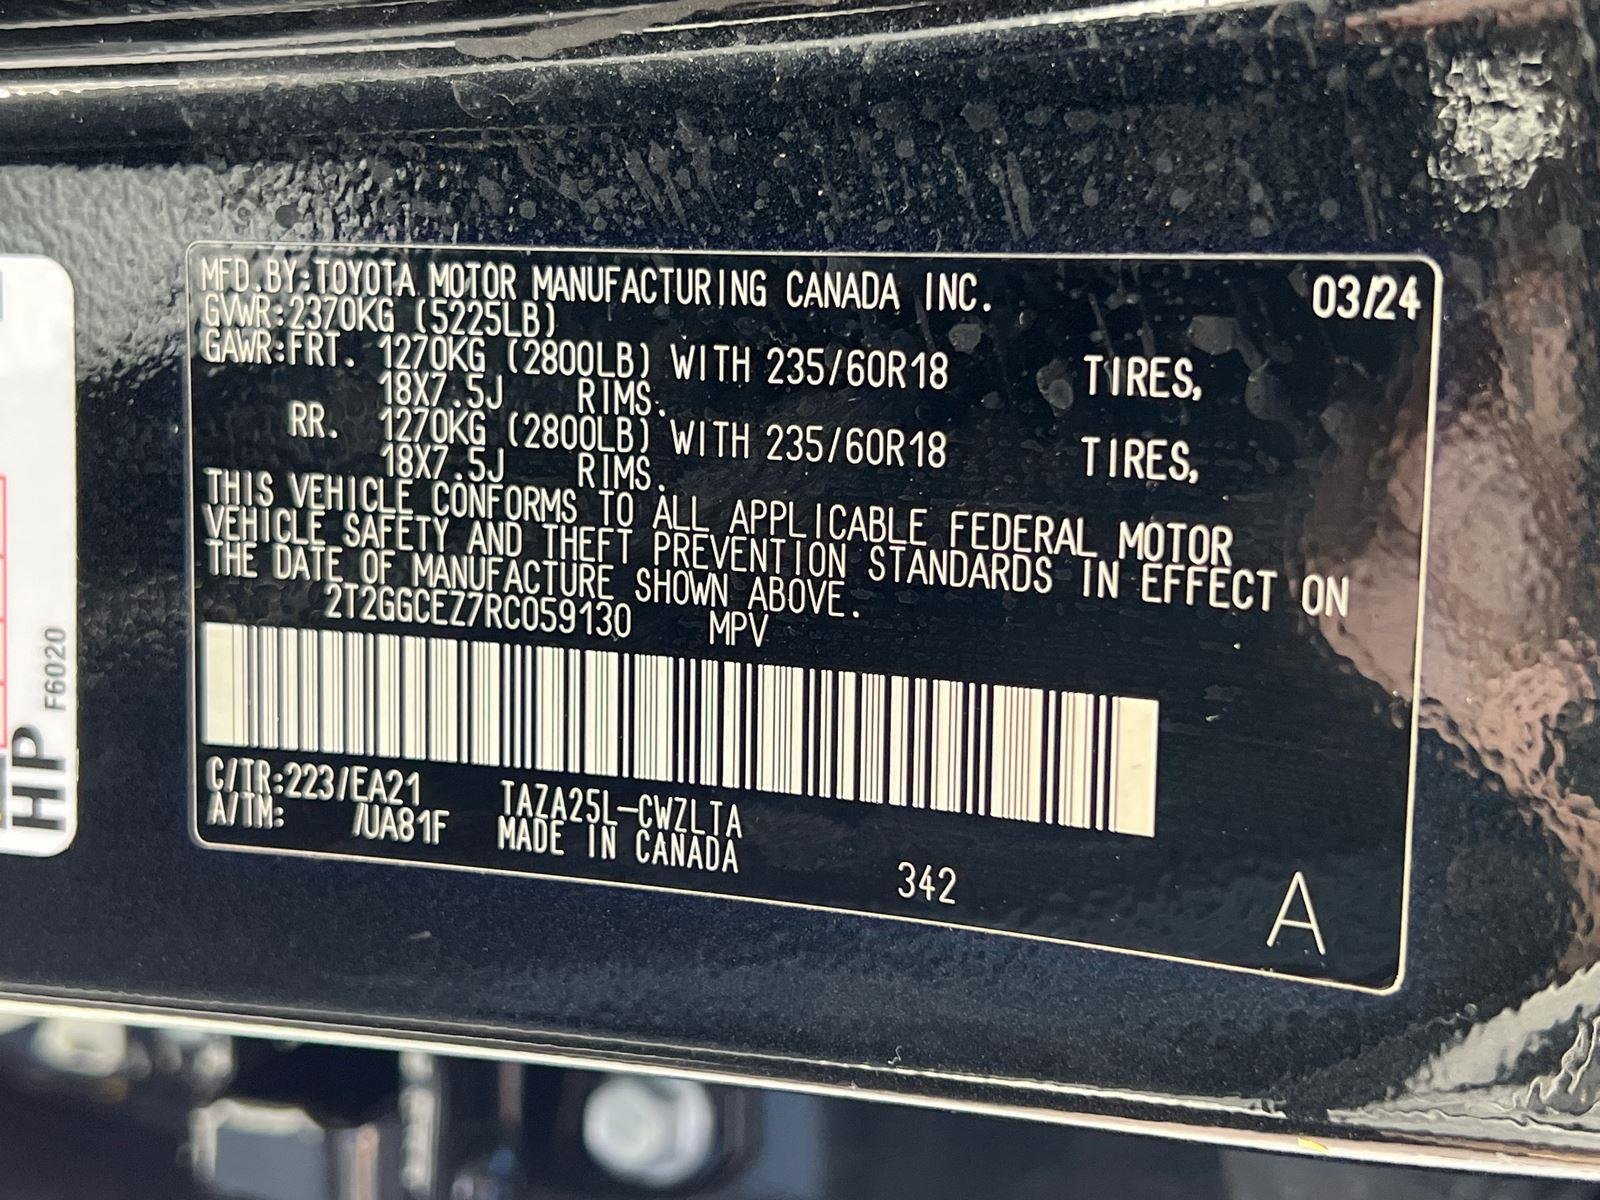 MFD.BY:TOYOTA MOTOR MANUFACTURING CANADA INC. 03/24
GVWR:2370KG (5225LB)
GAWR:FRT. 1270KG (2800LB) WITH 235/60R18 TIRES,
18X7.5J RIMS.
RR. 1270KG (2800LB) WITH 235/60R18 TIRES,
18X7.5J RIMS.
THIS VEHICLE CONFORMS TO ALL APPLICABLE FEDERAL MOTOR
VEHICLE SAFETY AND THEFT PREVENTION STANDARDS IN EFFECT ON
THE DATE OF MANUFACTURE SHOWN ABOVE.
2T2GGCEZ7RC059130 MPV
C/TR:223/EA21 TAZA25L-CWZLTA
A/TM: /UA81F MADE IN CANADA
342
A
HP F6020